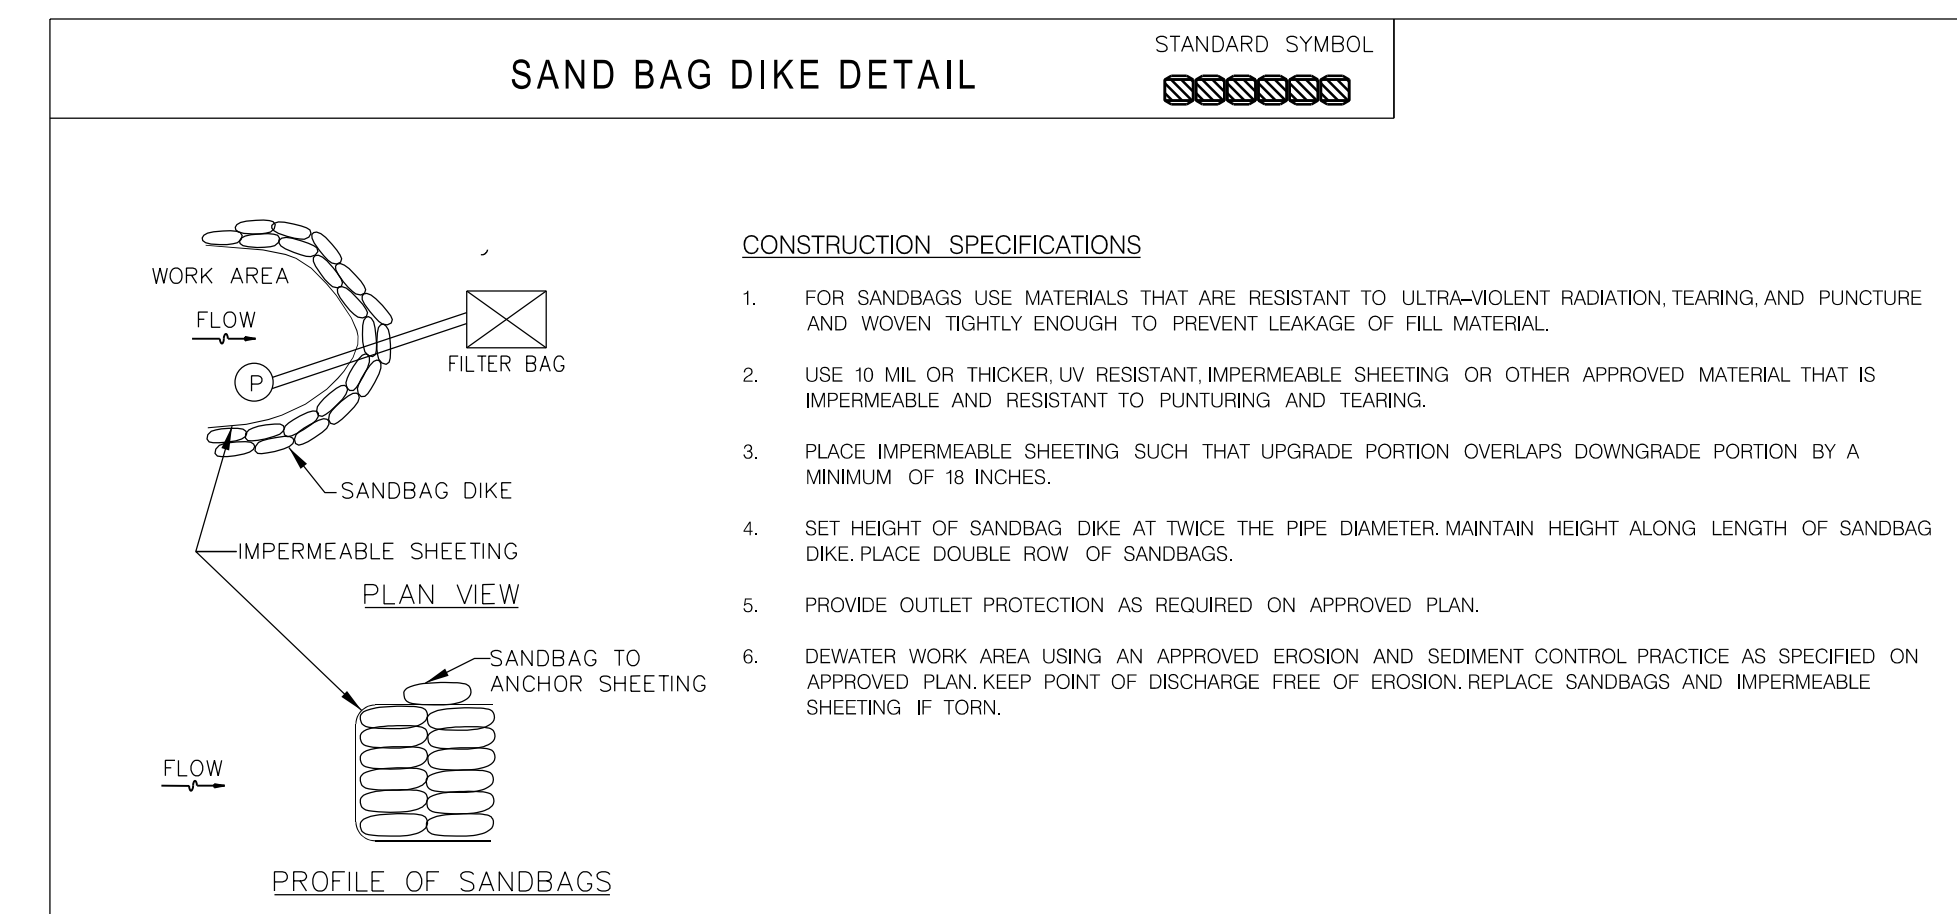 SAND BAG DIKE DETAIL
STANDARD SYMBOL
WORK AREA
FLOW
P
FILTER BAG
SANDBAG DIKE
IMPERMEABLE SHEETING
PLAN VIEW
SANDBAG TO
ANCHOR SHEETING
FLOW
PROFILE OF SANDBAGS
CONSTRUCTION SPECIFICATIONS
1. FOR SANDBAGS USE MATERIALS THAT ARE RESISTANT TO ULTRA–VIOLENT RADIATION, TEARING, AND PUNCTURE
AND WOVEN TIGHTLY ENOUGH TO PREVENT LEAKAGE OF FILL MATERIAL.
2. USE 10 MIL OR THICKER, UV RESISTANT, IMPERMEABLE SHEETING OR OTHER APPROVED MATERIAL THAT IS
IMPERMEABLE AND RESISTANT TO PUNTURING AND TEARING.
3. PLACE IMPERMEABLE SHEETING SUCH THAT UPGRADE PORTION OVERLAPS DOWNGRADE PORTION BY A
MINIMUM OF 18 INCHES.
4. SET HEIGHT OF SANDBAG DIKE AT TWICE THE PIPE DIAMETER. MAINTAIN HEIGHT ALONG LENGTH OF SANDBAG
DIKE. PLACE DOUBLE ROW OF SANDBAGS.
5. PROVIDE OUTLET PROTECTION AS REQUIRED ON APPROVED PLAN.
6. DEWATER WORK AREA USING AN APPROVED EROSION AND SEDIMENT CONTROL PRACTICE AS SPECIFIED ON
APPROVED PLAN. KEEP POINT OF DISCHARGE FREE OF EROSION. REPLACE SANDBAGS AND IMPERMEABLE
SHEETING IF TORN.